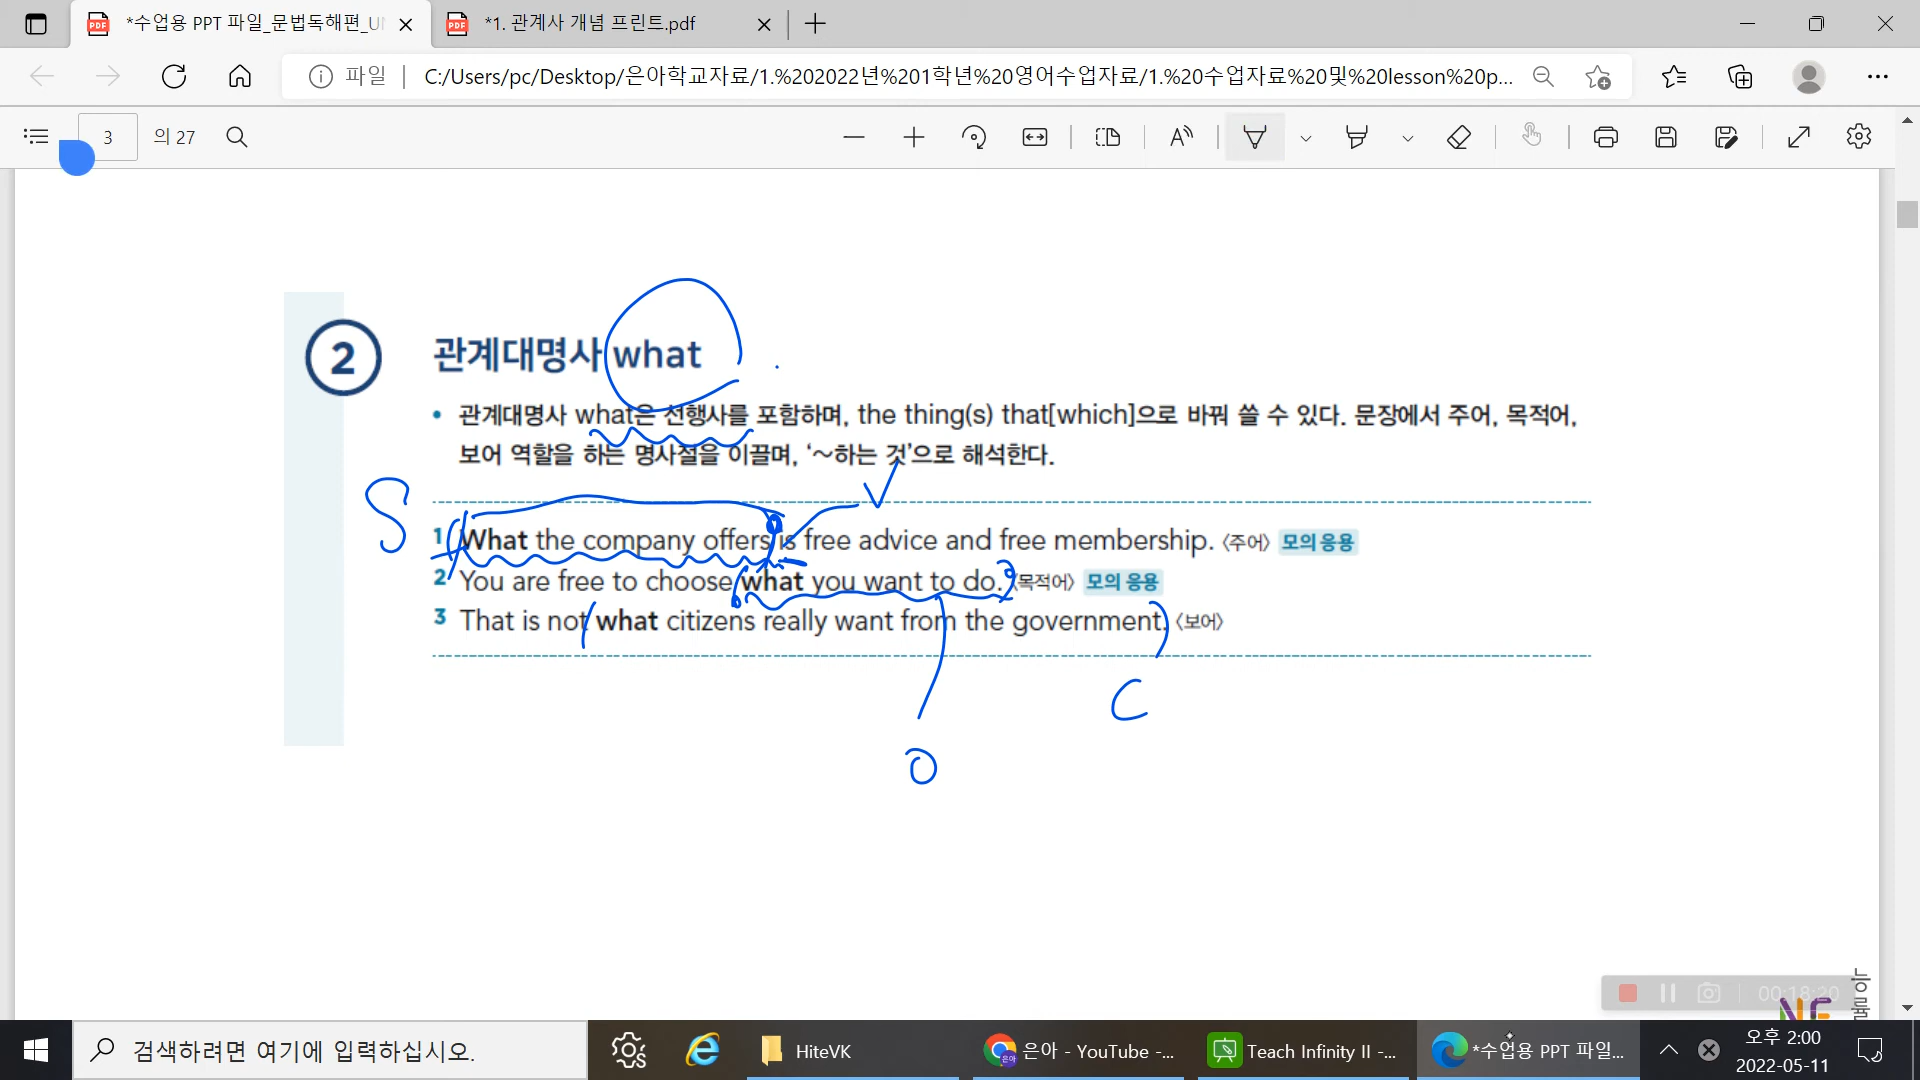 *수업용 PPT 파일_문법독해편_U
*1. 관계사 개념 프린트.pdf
파일
C:/Users/pc/Desktop/은아학교자료/1.%202022년%201학년%20영어수업자료/1.%20수업자료%20및%20lesson%20p...
3 의 27
2 관계대명사 what
• 관계대명사 what은 선행사를 포함하며, the thing(s) that[which]으로 바꿔 쓸 수 있다. 문장에서 주어, 목적어,
보어 역할을 하는 명사절을 이끌며, ‘~하는 것’으로 해석한다.
S
V
1 What the company offers is free advice and free membership. <주어> 모의 응용
2 You are free to choose what you want to do. <목적어> 모의 응용
3 That is not what citizens really want from the government. <보어>
C
O
00:18:20
NE
능률
검색하려면 여기에 입력하십시오.
HiteVK
은아 - YouTube -...
Teach Infinity II -...
*수업용 PPT 파일...
오후 2:00
2022-05-11